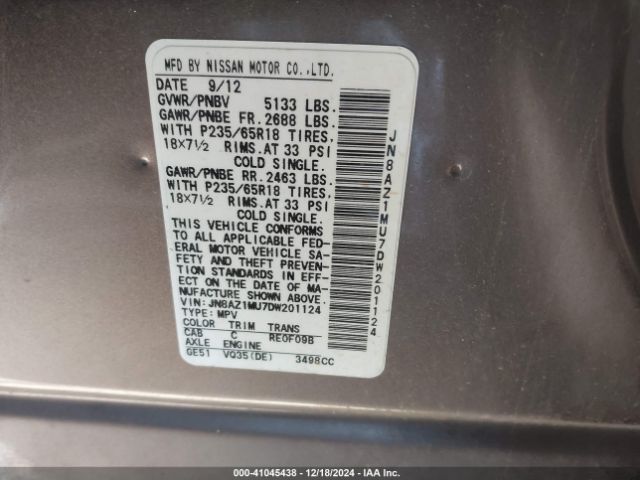 MFD BY NISSAN MOTOR CO.,LTD.
DATE 9/12
GVWR/PNBV 5133 LBS.
GAWR/PNBE FR. 2688 LBS.
WITH P235/65R18 TIRES,
18X7½ RIMS.AT 33 PSI
COLD SINGLE.
GAWR/PNBE RR. 2463 LBS.
WITH P235/65R18 TIRES,
18X7½ RIMS.AT 33 PSI
COLD SINGLE.
THIS VEHICLE CONFORMS
TO ALL APPLICABLE FED-
ERAL MOTOR VEHICLE SA-
FETY AND THEFT PREVEN-
TION STANDARDS IN EFF-
ECT ON THE DATE OF MA-
NUFACTURE SHOWN ABOVE.
VIN: JN8AZ1MU7DW201124
TYPE: MPV
COLOR TRIM TRANS
CAB C RE0F09B
AXLE ENGINE
GE51 VQ35(DE) 3498CC
JN8AZ1MU7DW201124
000-41045438 - 12/18/2024 - IAA Inc.